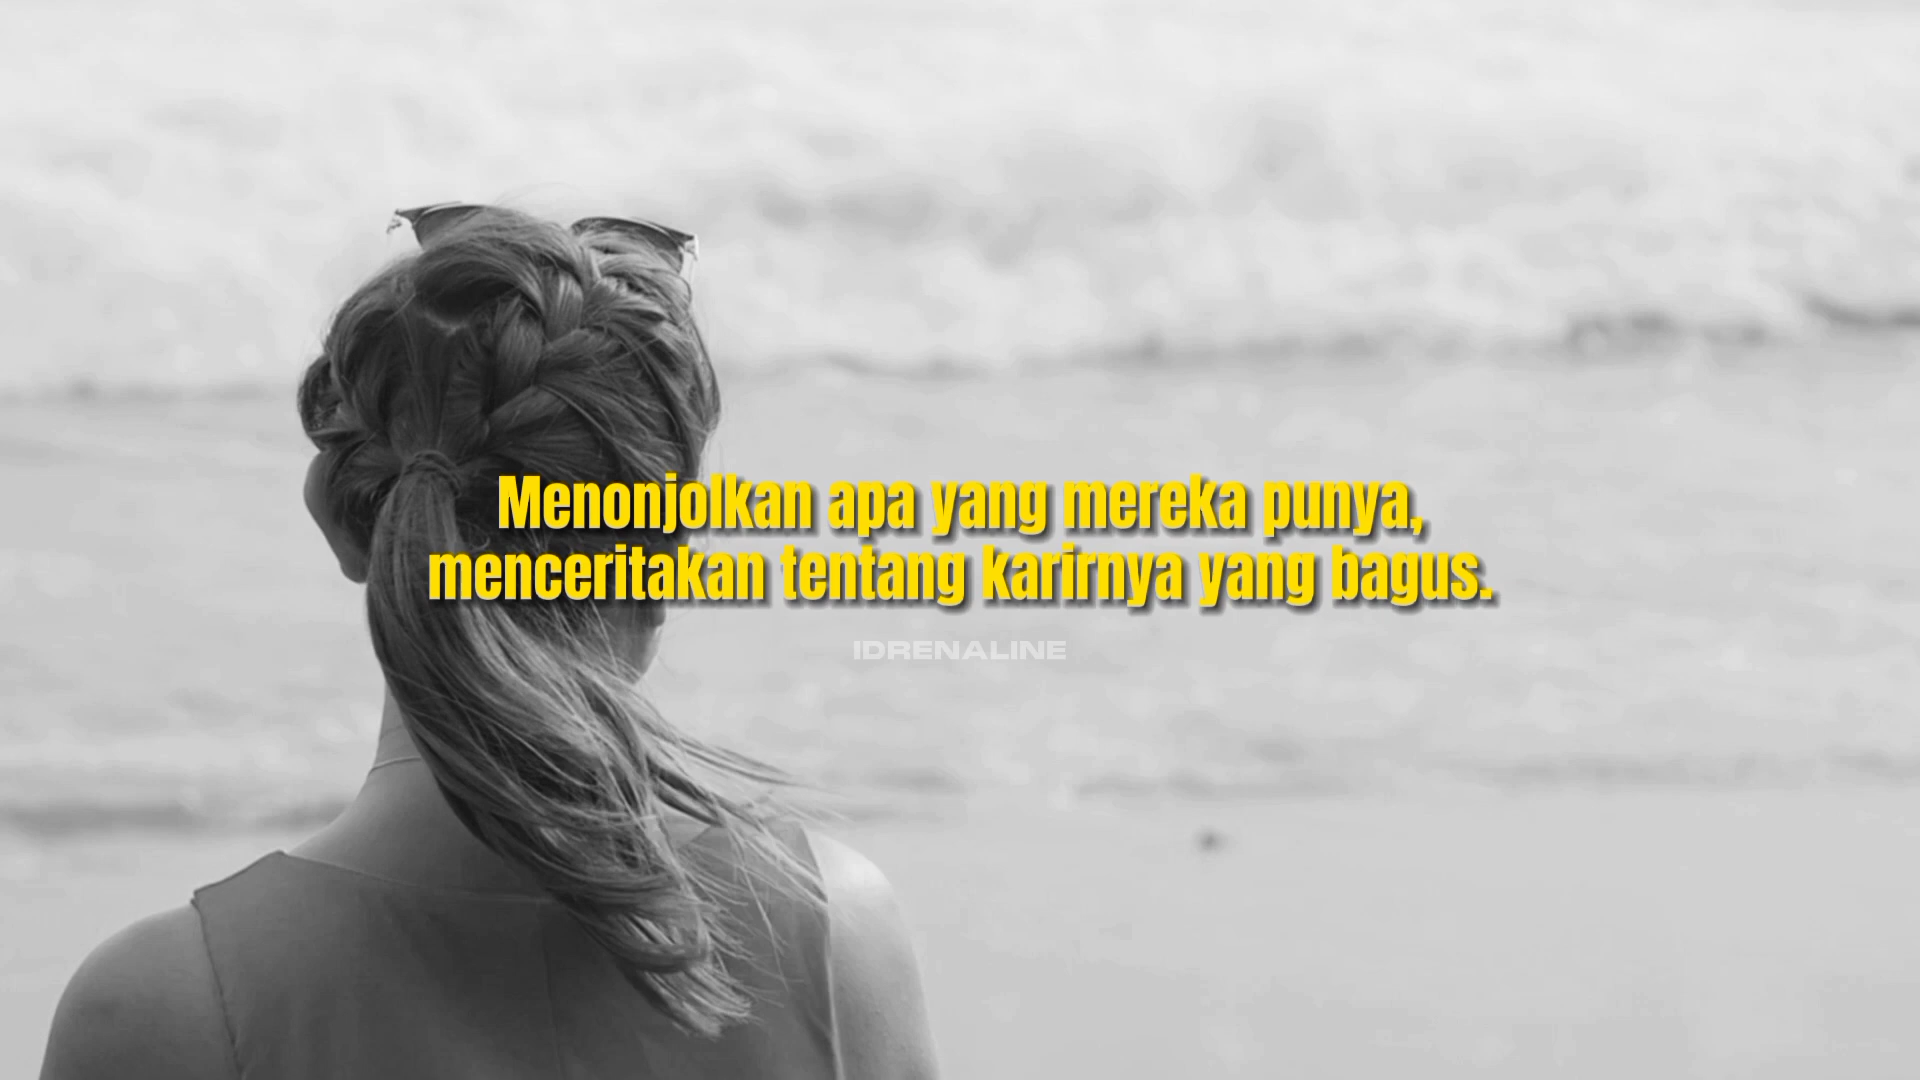 Menonjolkan apa yang mereka punya,
menceritakan tentang karirnya yang bagus.
IDRENALINE